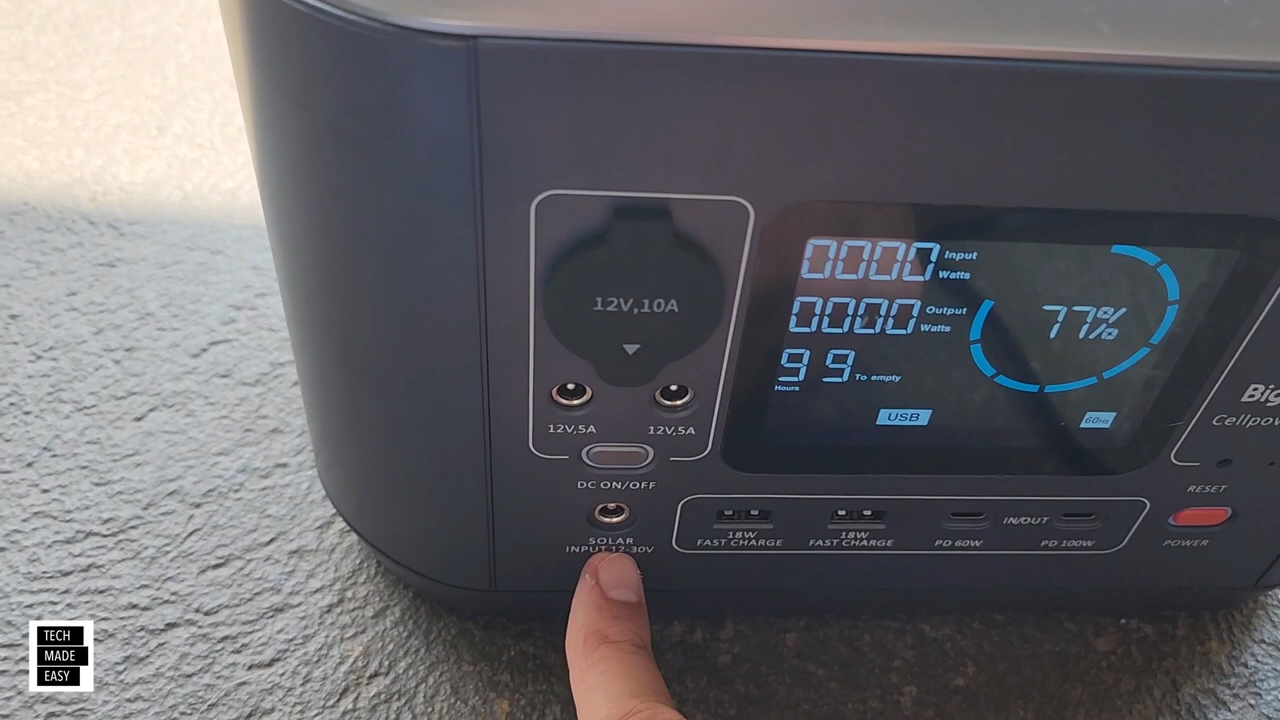 12V,10A
12V,5A
12V,5A
DC ON/OFF
SOLAR
INPUT 12-30V
0000 Input
Watts
0000 Output
Watts
99 To empty
Hours
77%
USB
60Hz
18W
FAST CHARGE
18W
FAST CHARGE
PD 60W
IN/OUT
PD 100W
RESET
POWER
TECH
MADE
EASY